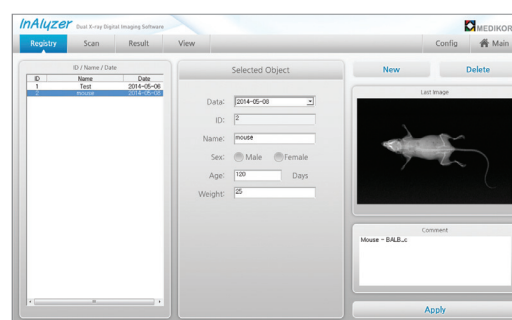 InAlyzer Dual X-ray Digital Imaging Software
MEDIKOR
Registry Scan Result View Config Main
ID / Name / Date
ID Name Date
1 Test 2014-05-06
2 mouse 2014-05-08
Selected Object
Data: 2014-05-08
ID: 2
Name: mouse
Sex: Male Female
Age: 120 Days
Weight: 25
New Delete
Last Image
Comment
Mouse - BALB_c
Apply